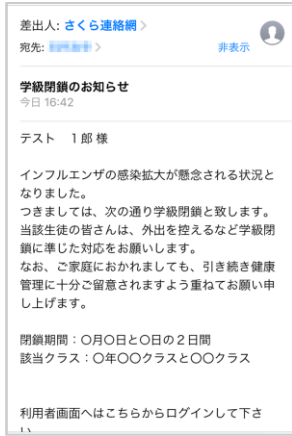 差出人: さくら連絡網
宛先:
非表示
学級閉鎖のお知らせ
今日 16:42
テスト　１郎 様
インフルエンザの感染拡大が懸念される状況と
なりました。
つきましては、次の通り学級閉鎖と致します。
当該生徒の皆さんは、外出を控えるなど学級閉
鎖に準じた対応をお願いします。
なお、ご家庭におかれましても、引き続き健康
管理に十分ご留意されますよう重ねてお願い申
し上げます。
閉鎖期間：〇月〇日と〇日の２日間
該当クラス：〇年〇〇クラスと〇〇クラス
利用者画面へはこちらからログインして下さ